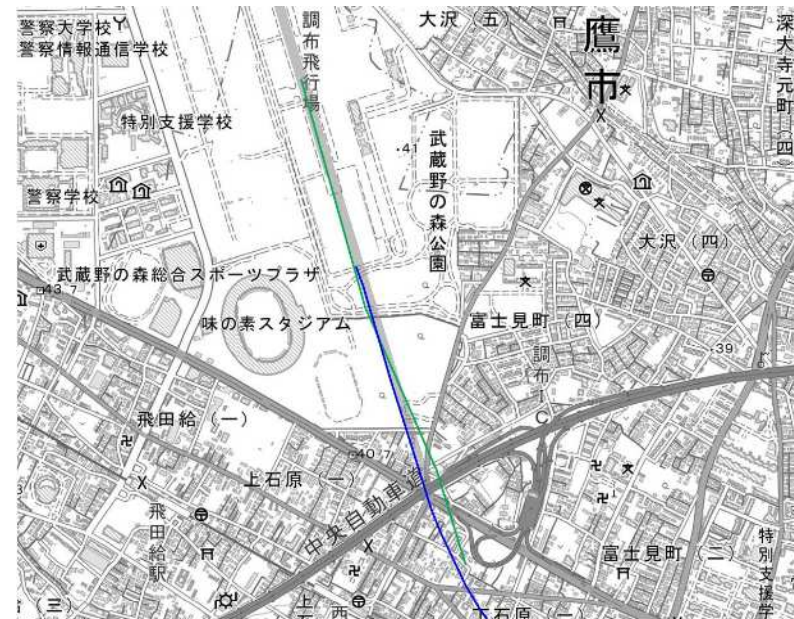 警察大学校
警察情報通信学校
調布飛行場
大沢（五）
鷹市
深大寺元町（四
特別支援学校
41
武蔵野の森公園
警察学校
大沢（四）
武蔵野の森総合スポーツプラザ
43.7
味の素スタジアム
富士見町（四）
調布IC
39
飛田給（一）
40.7
上石原（一）
中央自動車道
飛田給駅
富士見町（二）
特別支援学
（三）
上石
西
下石原（一）